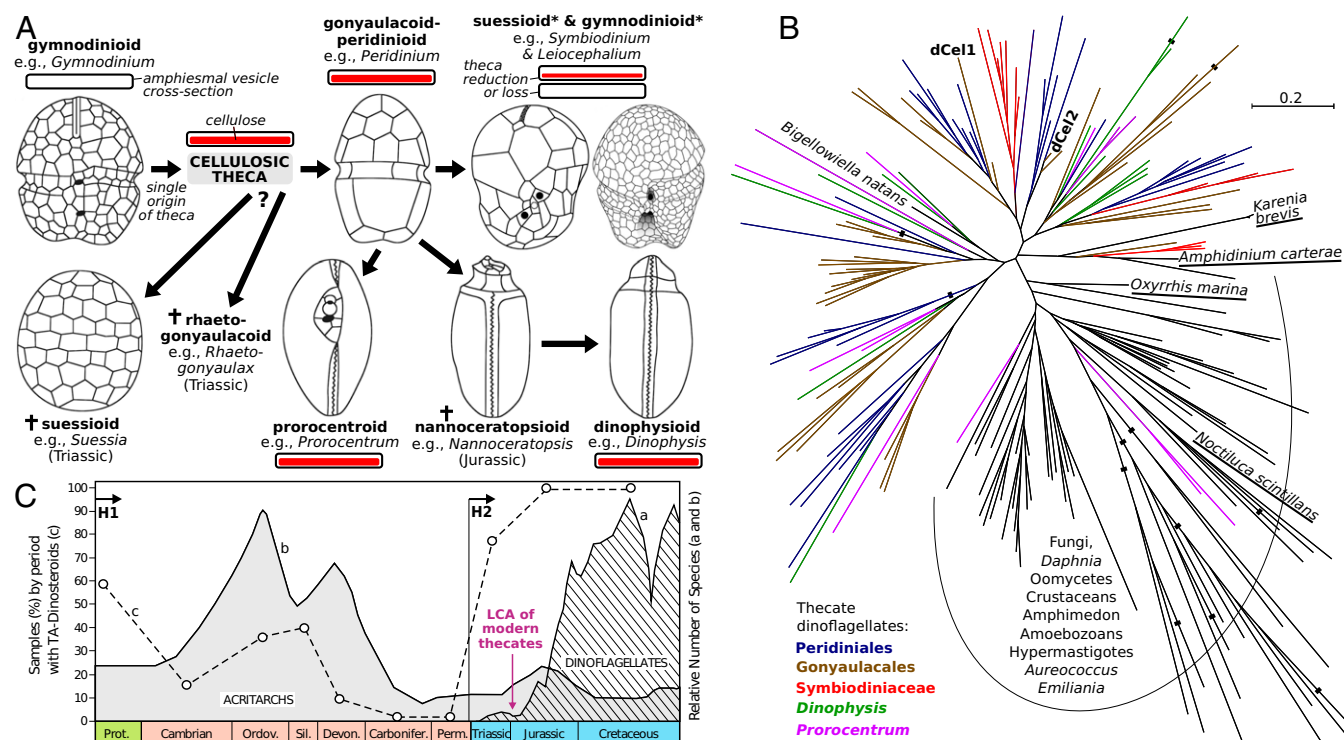 A
gymnodinioid
e.g., Gymnodinium
amphiesmal vesicle
cross-section
cellulose
CELLULOSIC
THECA
?
single
origin
of theca
gonyaulacoid-
peridinioid
e.g., Peridinium
suessioid* & gymnodinioid*
e.g., Symbiodinium
& Leiocephalium
theca
reduction
or loss
✝suessioid
e.g., Suessia
(Triassic)
✝rhaeto-
gonyaulacoid
e.g., Rhaeto-
gonyaulax
(Triassic)
prorocentroid
e.g., Prorocentrum
✝
nannoceratopsioid
e.g., Nannoceratopsis
(Jurassic)
dinophysioid
e.g., Dinophysis
B
dCel1
dCel2
0.2
Bigellowiella natans
Karenia
brevis
Amphidinium carterae
Oxyrrhis marina
Noctiluca scintillans
Fungi,
Daphnia
Oomycetes
Crustaceans
Amphimedon
Amoebozoans
Hypermastigotes
Aureococcus
Emiliania
Thecate
dinoflagellates:
Peridiniales
Gonyaulacales
Symbiodiniaceae
Dinophysis
Prorocentrum
C
Samples (%) by period
with TA-Dinosteroids (c)
100
90
80
70
60
50
40
30
20
10
0
H1
H2
a
b
c
LCA of
modern
thecates
ACRITARCHS
DINOFLAGELLATES
Relative Number of Species (a and b)
Prot.
Cambrian
Ordov.
Sil.
Devon.
Carbonifer.
Perm.
Triassic
Jurassic
Cretaceous